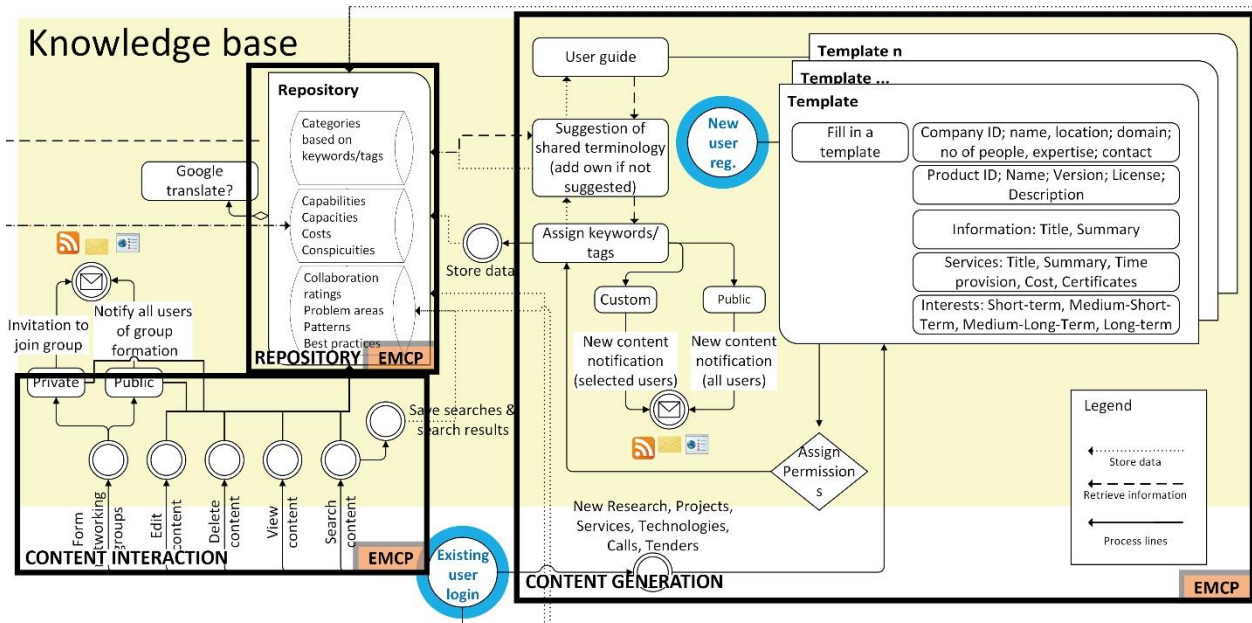 Knowledge base
Repository
Categories
based on
keywords/tags
Capabilities
Capacities
Costs
Conspicuities
Collaboration
ratings
Problem areas
Patterns
Best practices
REPOSITORY
EMCP
Google
translate?
Invitation to
join group
Notify all users
of group
formation
Private
Public
Save searches &
search results
Form
networking
groups
Edit
content
Delete
content
View
content
Search
content
CONTENT INTERACTION
EMCP
Existing
user
login
User guide
Suggestion of
shared terminology
(add own if not
suggested)
Assign keywords/
tags
Store data
Custom
Public
New content
notification
(selected users)
New content
notification
(all users)
New
user
reg.
Template n
Template ...
Template
Fill in a
template
Company ID; name, location; domain;
no of people, expertise; contact
Product ID; Name; Version; License;
Description
Information: Title, Summary
Services: Title, Summary, Time
provision, Cost, Certificates
Interests: Short-term, Medium-Short-
Term, Medium-Long-Term, Long-term
Assign
Permission
s
New Research, Projects,
Services, Technologies,
Calls, Tenders
CONTENT GENERATION
EMCP
Legend
Store data
Retrieve information
Process lines